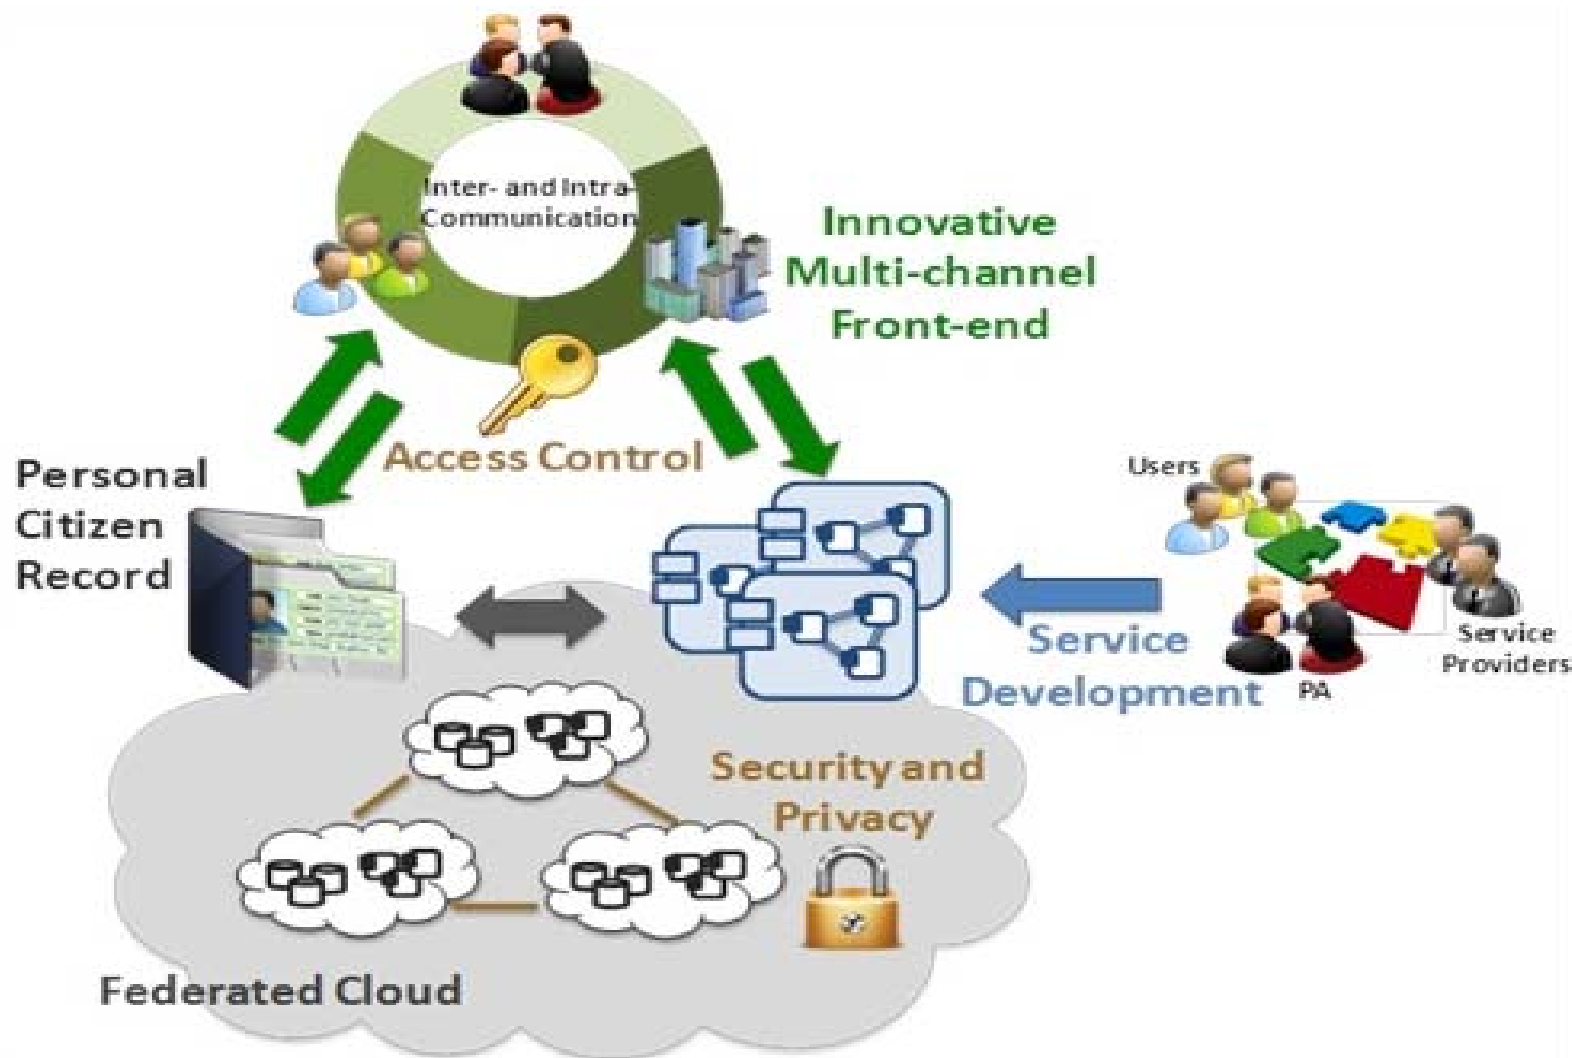 Inter- and Intra-
Communication
Innovative
Multi-channel
Front-end
Access Control
Personal
Citizen
Record
Users
Service
Providers
PA
Service
Development
Security and
Privacy
Federated Cloud